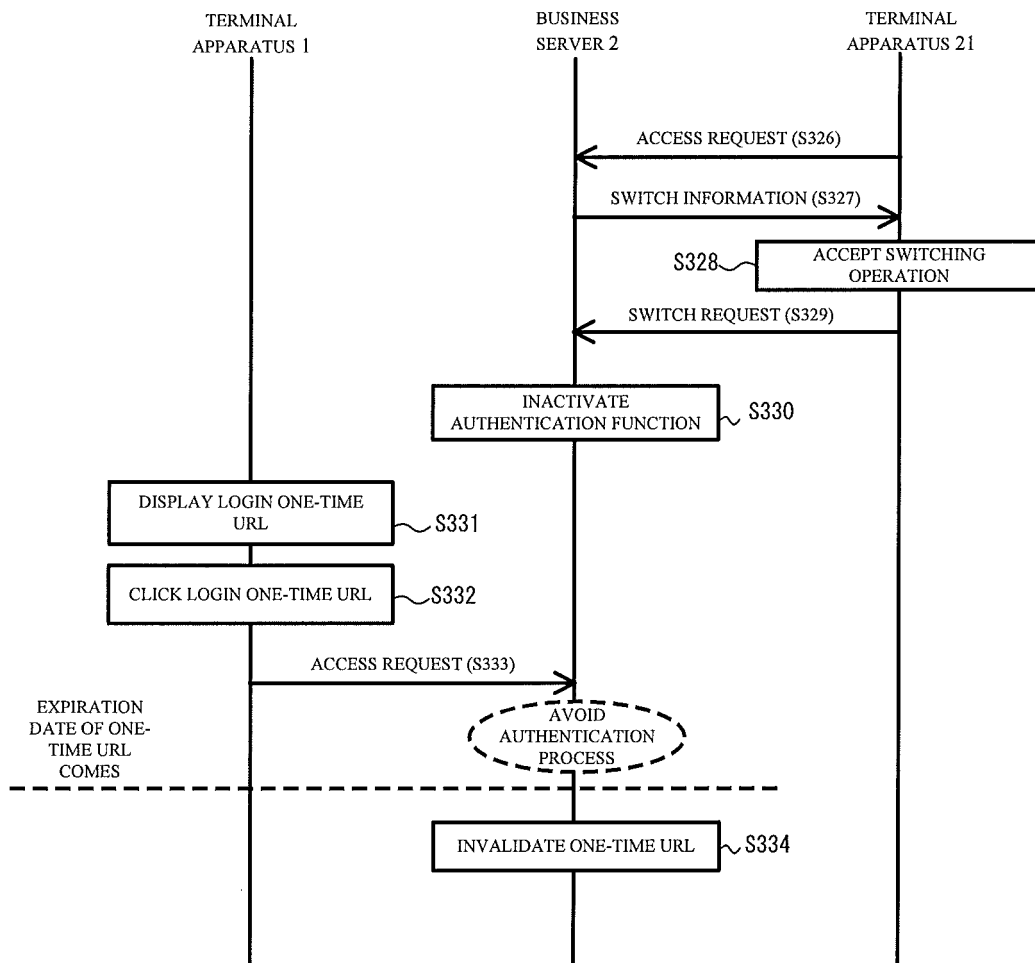 TERMINAL
APPARATUS 1
BUSINESS
SERVER 2
TERMINAL
APPARATUS 21
ACCESS REQUEST (S326)
SWITCH INFORMATION (S327)
S328
ACCEPT SWITCHING
OPERATION
SWITCH REQUEST (S329)
INACTIVATE
AUTHENTICATION FUNCTION
S330
DISPLAY LOGIN ONE-TIME
URL
S331
CLICK LOGIN ONE-TIME URL
S332
ACCESS REQUEST (S333)
EXPIRATION
DATE OF ONE-
TIME URL
COMES
AVOID
AUTHENTICATION
PROCESS
INVALIDATE ONE-TIME URL
S334